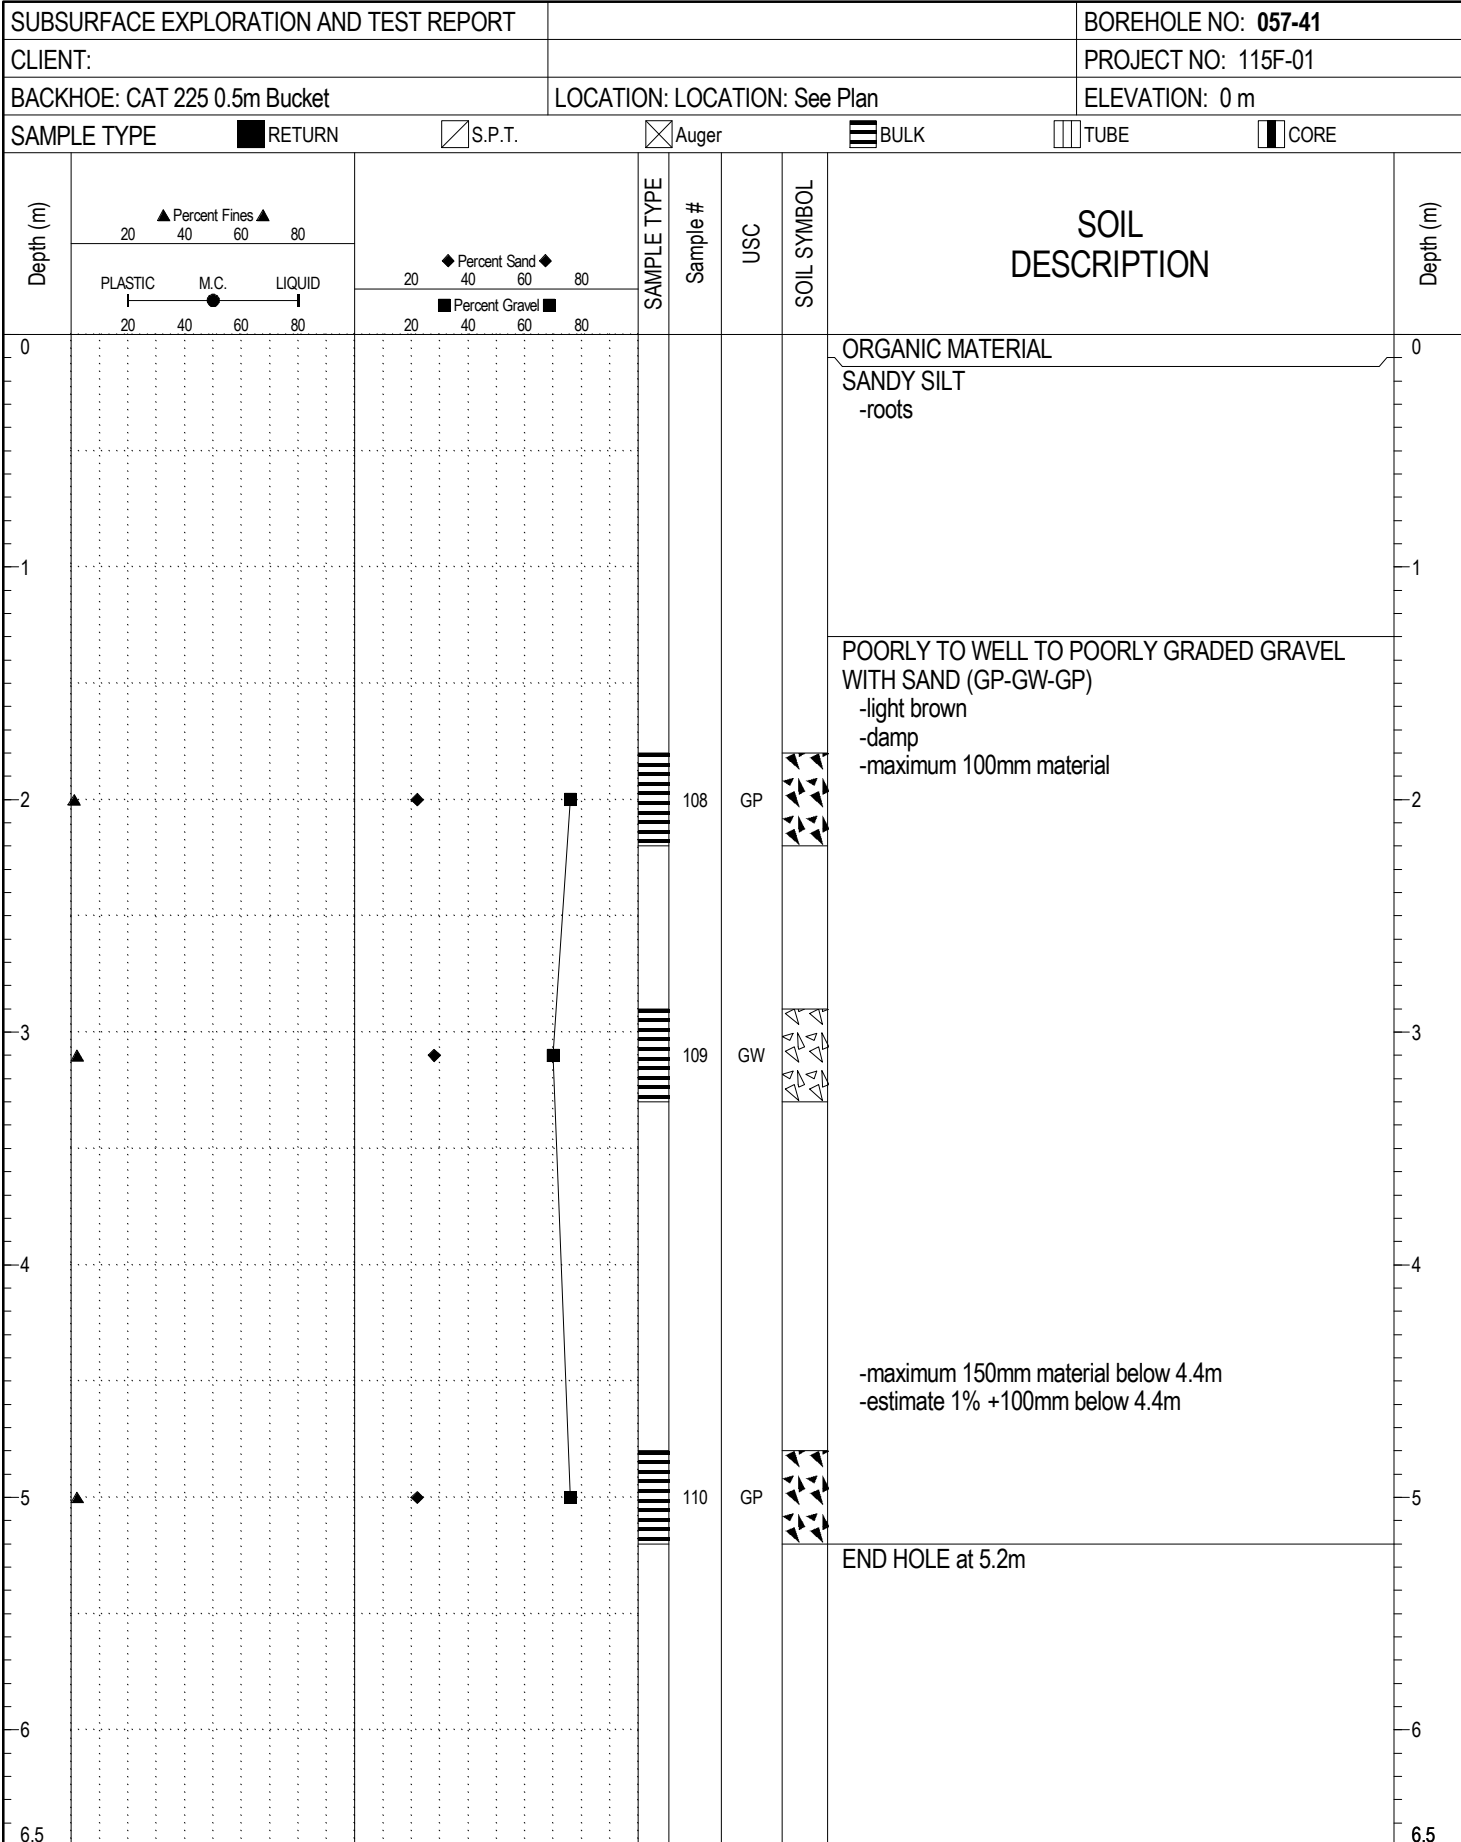 SUBSURFACE EXPLORATION AND TEST REPORT
BOREHOLE NO: 057-41
CLIENT:
PROJECT NO: 115F-01
BACKHOE: CAT 225 0.5m Bucket
LOCATION: LOCATION: See Plan
ELEVATION: 0 m
SAMPLE TYPE
RETURN
S.P.T.
Auger
BULK
TUBE
CORE
Depth (m)
Percent Fines
20 40 60 80
PLASTIC M.C. LIQUID
20 40 60 80
Percent Sand
20 40 60 80
Percent Gravel
20 40 60 80
SAMPLE TYPE
Sample #
USC
SOIL SYMBOL
SOIL
DESCRIPTION
Depth (m)
0
ORGANIC MATERIAL
0
SANDY SILT
-roots
1
1
POORLY TO WELL TO POORLY GRADED GRAVEL
WITH SAND (GP-GW-GP)
-light brown
-damp
-maximum 100mm material
2
108
GP
2
3
3
109
GW
4
4
-maximum 150mm material below 4.4m
-estimate 1% +100mm below 4.4m
5
110
GP
5
END HOLE at 5.2m
6
6
6.5
6.5